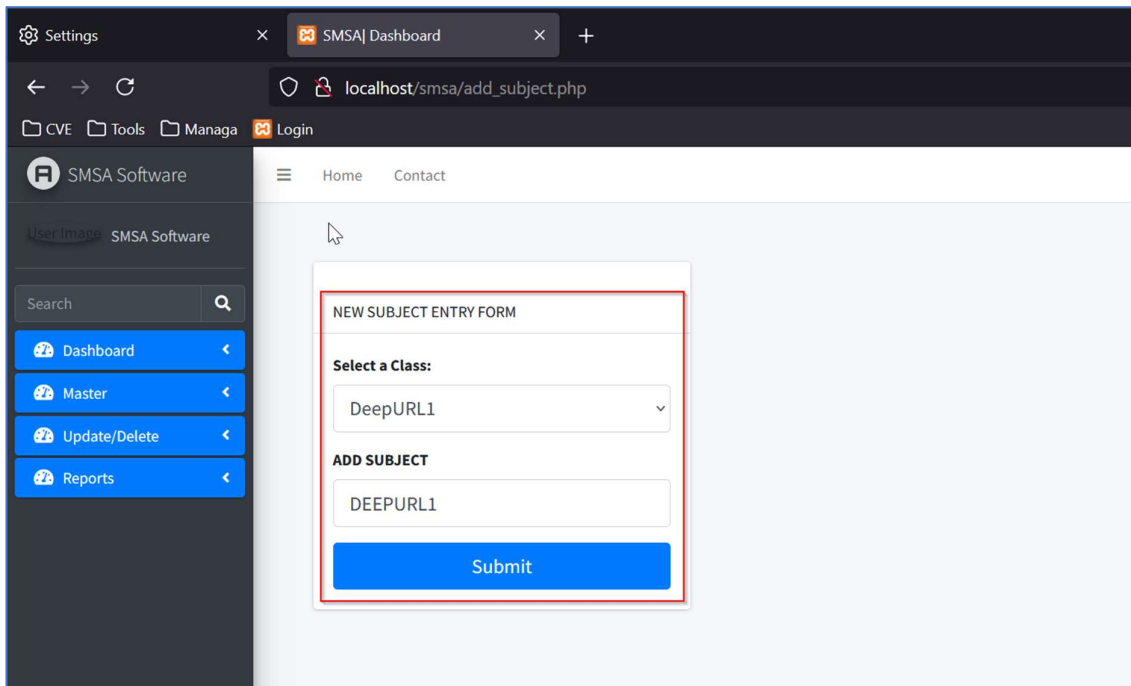 Settings
SMSA| Dashboard
localhost/smsa/add_subject.php
CVE Tools Managa Login
SMSA Software
Home Contact
User Image SMSA Software
Search
Dashboard
Master
Update/Delete
Reports
NEW SUBJECT ENTRY FORM
Select a Class:
DeepURL1
ADD SUBJECT
DEEPURL1
Submit